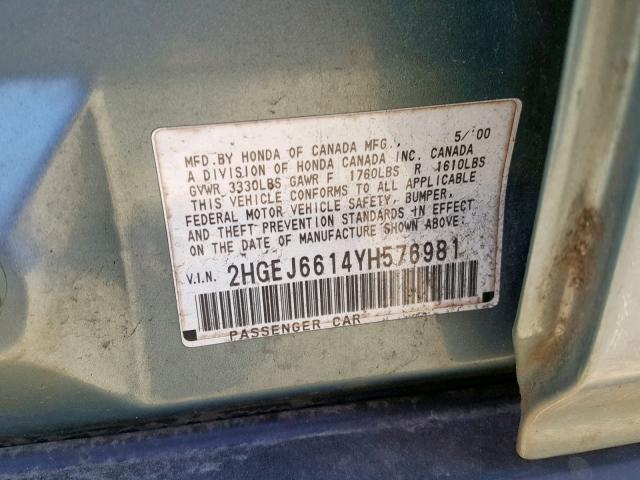 5/'00
MFD.BY HONDA OF CANADA MFG.,
A DIVISION OF HONDA CANADA INC. CANADA
GVWR 3330LBS GAWR F 1760LBS R 1610LBS
THIS VEHICLE CONFORMS TO ALL APPLICABLE
FEDERAL MOTOR VEHICLE SAFETY, BUMPER,
AND THEFT PREVENTION STANDARDS IN EFFECT
ON THE DATE OF MANUFACTURE SHOWN ABOVE:
V.I.N. 2HGEJ6614YH576981
PASSENGER CAR